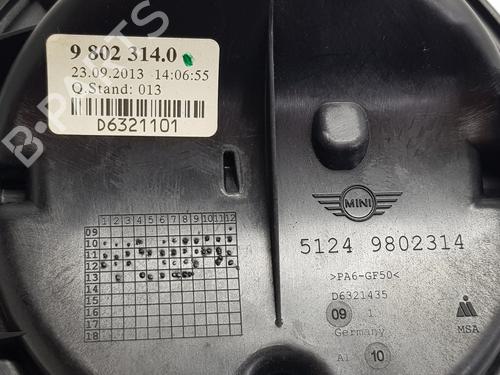 9 802 314.0
23.09.2013 14:06:55
Q.Stand: 013
D6321101
B-PARTS
MINI
5124 9802314
>PA6-GF50<
D6321435
09 1
Germany
A1 10
MSA
1 2 3 4 5 6 7 8 9 10 11 12
09
10
11
12
13
14
15
16
17
18